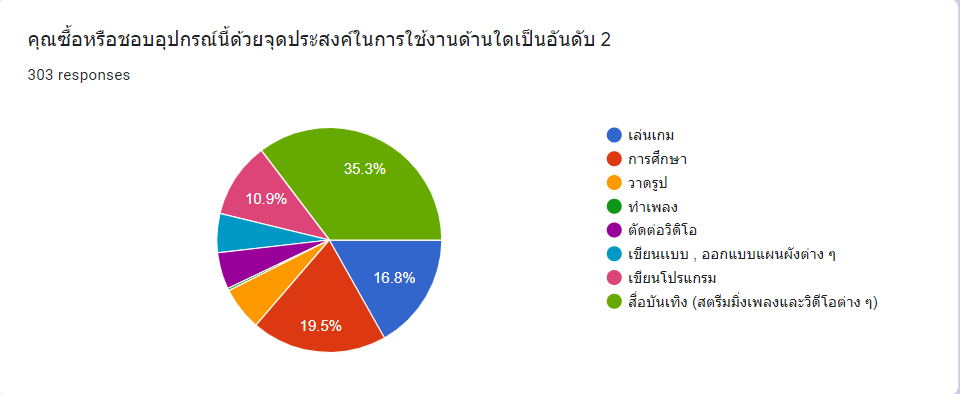 คุณซื้อหรือชอบอุปกรณ์นี้ด้วยจุดประสงค์ในการใช้งานด้านใดเป็นอันดับ 2
303 responses
35.3%
10.9%
16.8%
19.5%
เล่นเกม
การศึกษา
วาดรูป
ทำเพลง
ตัดต่อวิดิโอ
เขียนแบบ , ออกแบบแผนผังต่าง ๆ
เขียนโปรแกรม
สื่อบันเทิง (สตรีมมิ่งเพลงและวิดีโอต่าง ๆ)